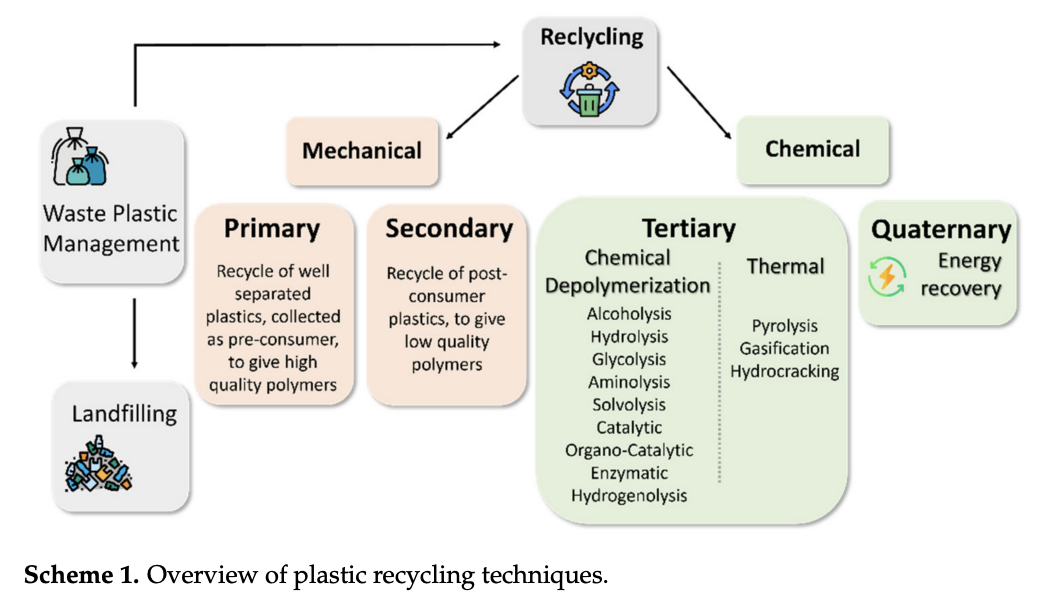 Reclycling
Mechanical
Chemical
Waste Plastic
Management
Landfilling
Primary
Recycle of well
separated
plastics, collected
as pre-consumer,
to give high
quality polymers
Secondary
Recycle of post-
consumer
plastics, to give
low quality
polymers
Tertiary
Chemical
Depolymerization
Alcoholysis
Hydrolysis
Glycolysis
Aminolysis
Solvolysis
Catalytic
Organo-Catalytic
Enzymatic
Hydrogenolysis
Thermal
Pyrolysis
Gasification
Hydrocracking
Quaternary
Energy
recovery
Scheme 1. Overview of plastic recycling techniques.